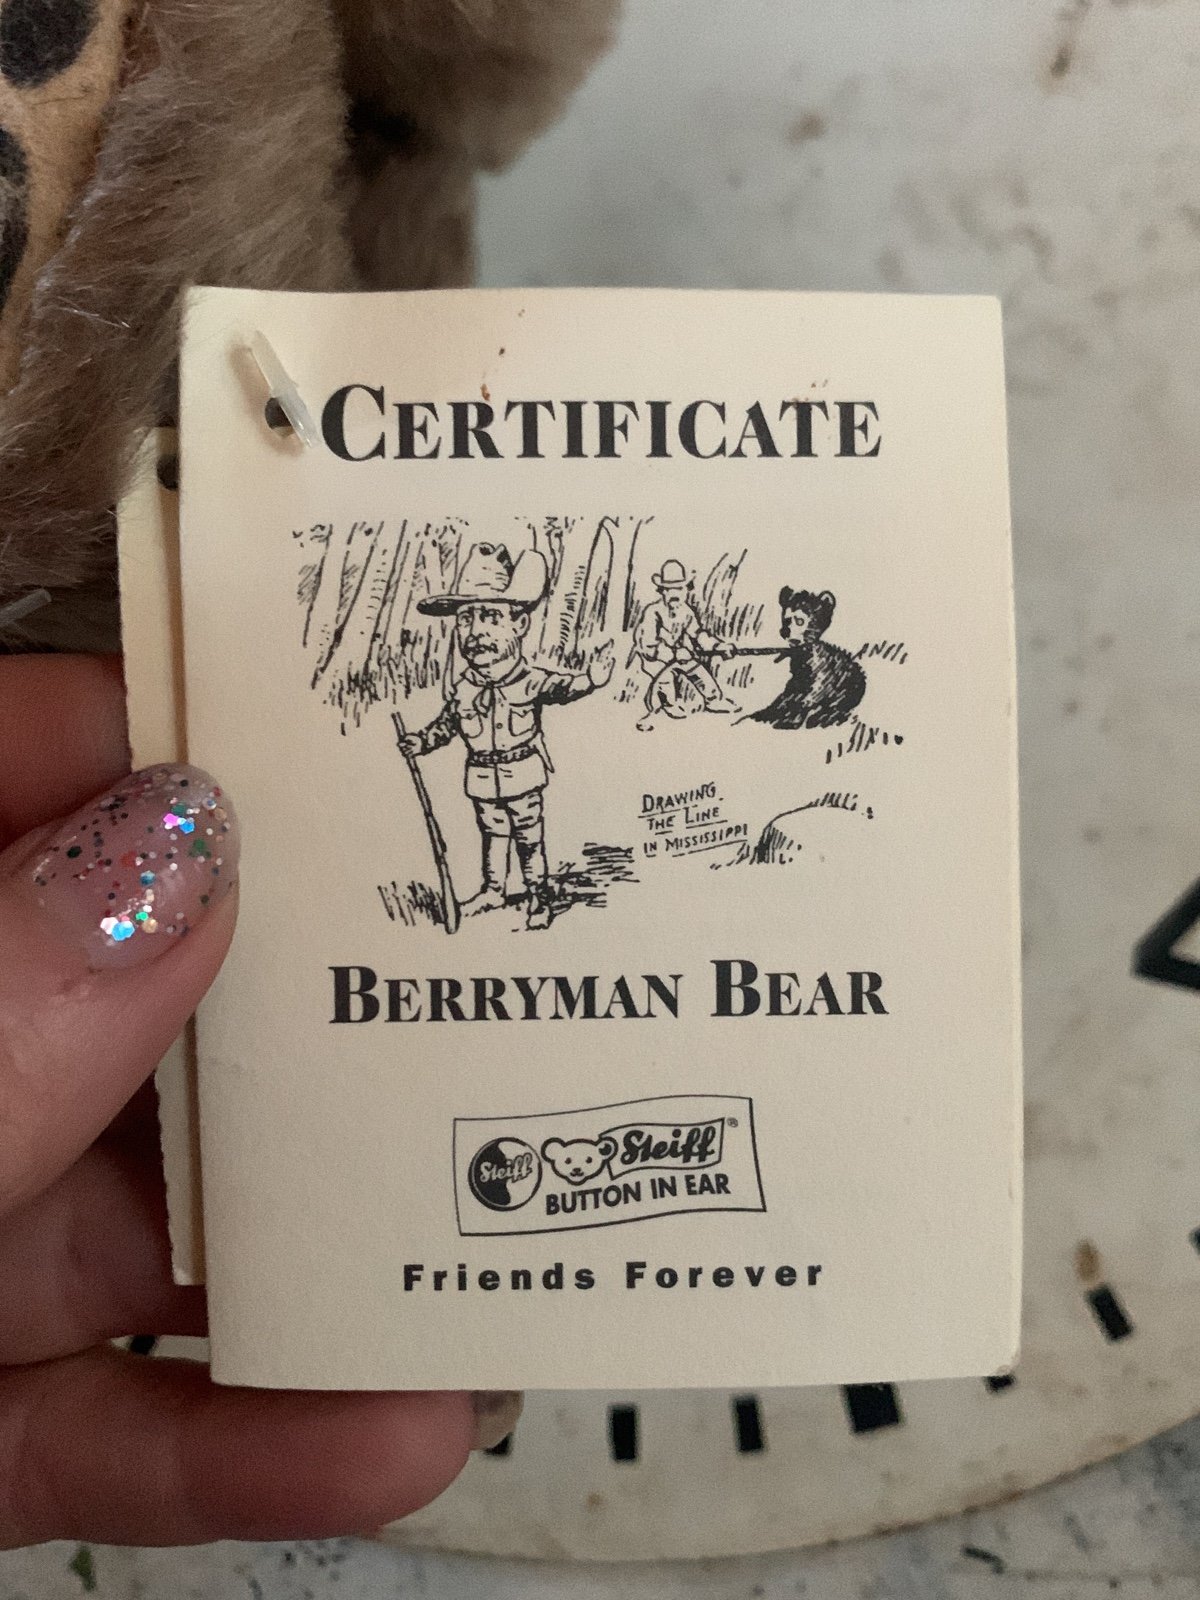 CERTIFICATE
DRAWING
THE LINE
IN MISSISSIPPI
BERRYMAN BEAR
Steiff
Steiff®
BUTTON IN EAR
Friends Forever